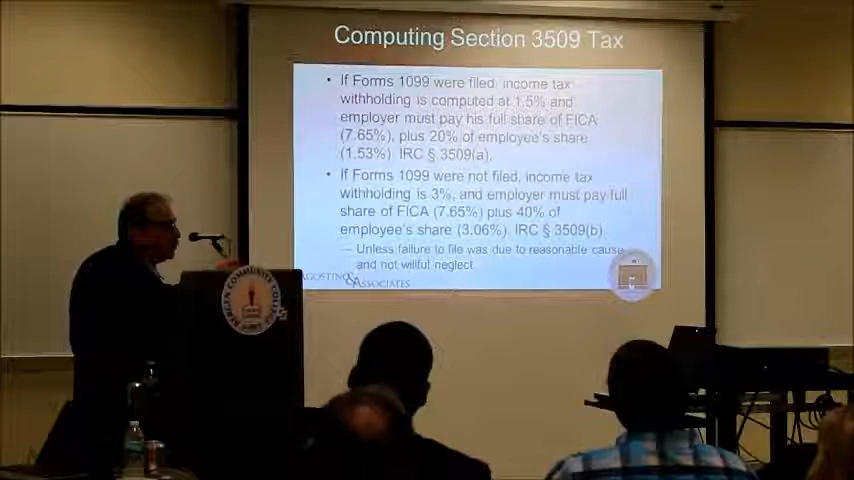 Computing Section 3509 Tax
• If Forms 1099 were filed, income tax
withholding is computed at 1.5% and
employer must pay his full share of FICA
(7.65%), plus 20% of employee's share
(1.53%). IRC § 3509(a).
• If Forms 1099 were not filed, income tax
withholding is 3%, and employer must pay full
share of FICA (7.65%) plus 40% of
employee's share (3.06%). IRC § 3509(b).
— Unless failure to file was due to reasonable cause
and not willful neglect.
AGOSTINO & ASSOCIATES
BERGEN COMMUNITY COLLEGE